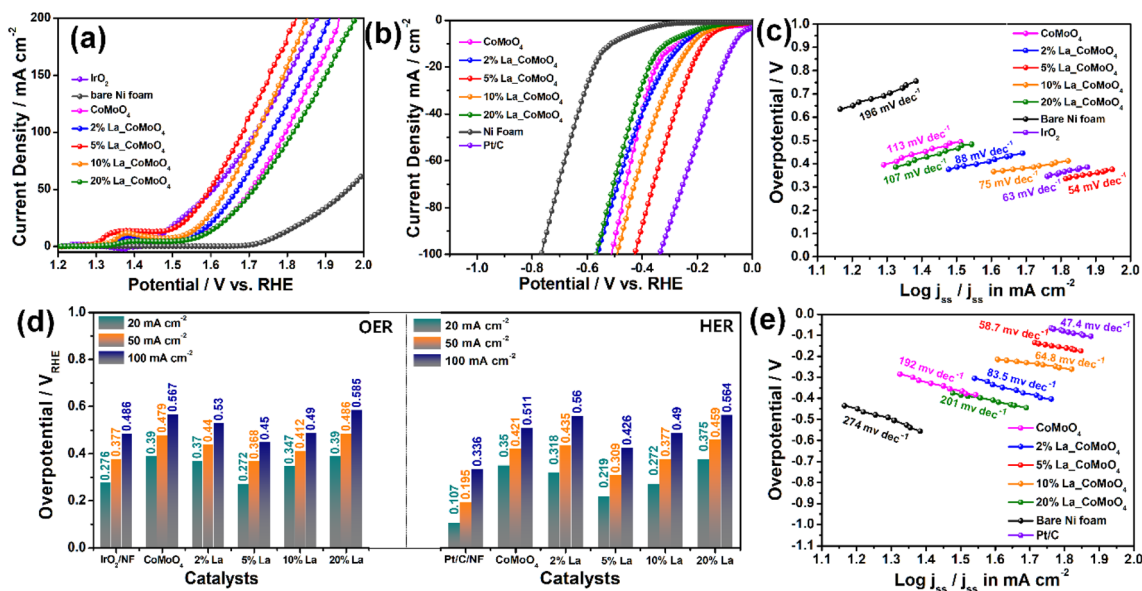 (a)
Current Density / mA cm⁻²
200
150
100
50
0
IrO₂
bare Ni foam
CoMoO₄
2% La_CoMoO₄
5% La_CoMoO₄
10% La_CoMoO₄
20% La_CoMoO₄
1.2 1.3 1.4 1.5 1.6 1.7 1.8 1.9 2.0
Potential / V vs. RHE
(b)
Current Density mA / cm⁻²
0
-20
-40
-60
-80
-100
CoMoO₄
2% La_CoMoO₄
5% La_CoMoO₄
10% La_CoMoO₄
20% La_CoMoO₄
Ni Foam
Pt/C
-1.0 -0.8 -0.6 -0.4 -0.2 0.0
Potential / V vs. RHE
(c)
Overpotential / V
1.0
0.9
0.8
0.7
0.6
0.5
0.4
0.3
0.2
0.1
0.0
CoMoO₄
2% La_CoMoO₄
5% La_CoMoO₄
10% La_CoMoO₄
20% La_CoMoO₄
Bare Ni foam
IrO₂
196 mV dec⁻¹
113 mV dec⁻¹
107 mV dec⁻¹
88 mV dec⁻¹
75 mV dec⁻¹
63 mV dec⁻¹
54 mV dec⁻¹
1.1 1.2 1.3 1.4 1.5 1.6 1.7 1.8 1.9 2.0
Log jₛₛ / jₛₛ in mA cm⁻²
(d)
Overpotential / V_RHE
1.0
0.8
0.6
0.4
0.2
0.0
20 mA cm⁻²
50 mA cm⁻²
100 mA cm⁻²
OER
0.276 0.377 0.486
0.39 0.479 0.567
0.37 0.44 0.53
0.272 0.368 0.45
0.347 0.412 0.49
0.39 0.486 0.585
IrO₂/NF CoMoO₄ 2% La 5% La 10% La 20% La
Catalysts
20 mA cm⁻²
50 mA cm⁻²
100 mA cm⁻²
HER
0.107 0.195 0.336
0.35 0.421 0.511
0.318 0.435 0.56
0.219 0.309 0.426
0.272 0.377 0.49
0.375 0.459 0.564
Pt/C/NF CoMoO₄ 2% La 5% La 10% La 20% La
Catalysts
(e)
Overpotential / V
0.0
-0.1
-0.2
-0.3
-0.4
-0.5
-0.6
-0.7
-0.8
-0.9
-1.0
-1.1
47.4 mv dec⁻¹
58.7 mv dec⁻¹
64.8 mv dec⁻¹
192 mv dec⁻¹
83.5 mv dec⁻¹
201 mv dec⁻¹
274 mv dec⁻¹
CoMoO₄
2% La_CoMoO₄
5% La_CoMoO₄
10% La_CoMoO₄
20% La_CoMoO₄
Bare Ni foam
Pt/C
1.1 1.2 1.3 1.4 1.5 1.6 1.7 1.8 1.9 2.0
Log jₛₛ / jₛₛ in mA cm⁻²